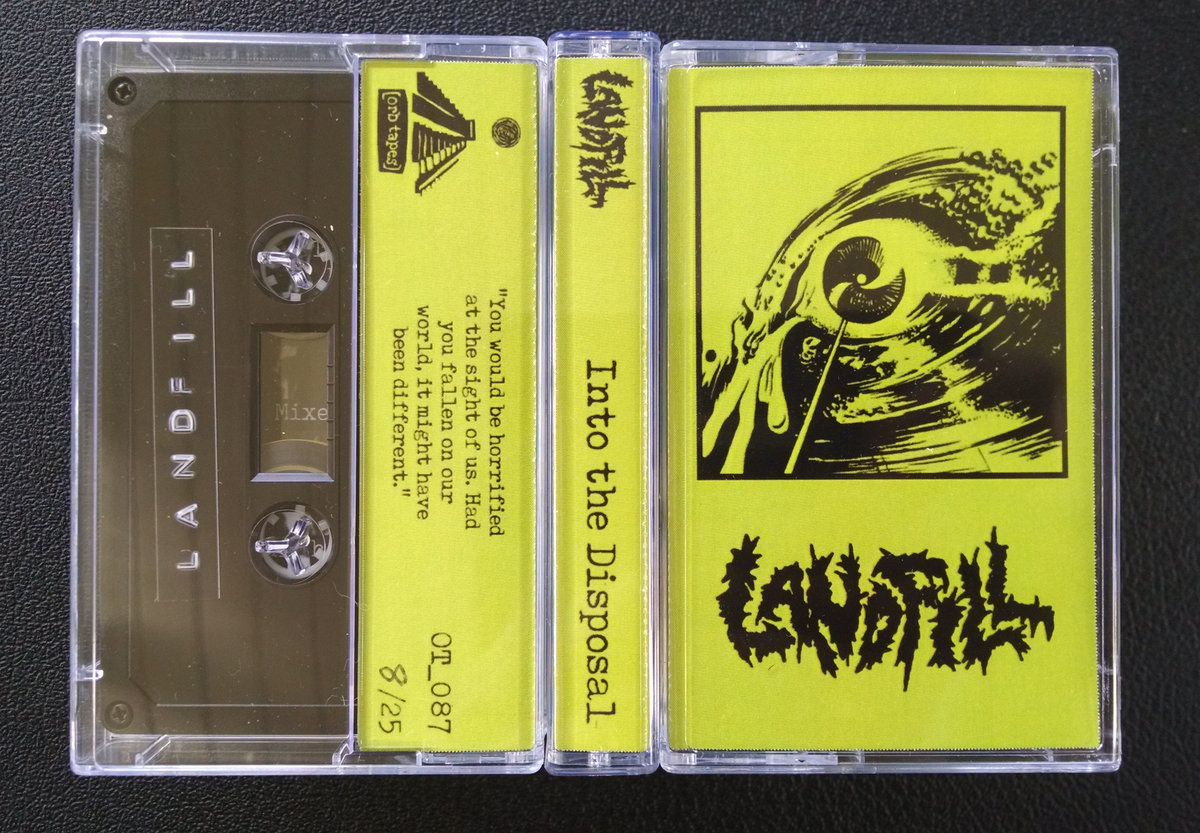 LANDFILL
Mixe
[orb tapes]
"You would be horrified
at the sight of us. Had
you fallen on our
world, it might have
been different."
OT_087
8/25
LANDFILL
Into the Disposal
LANDFILL